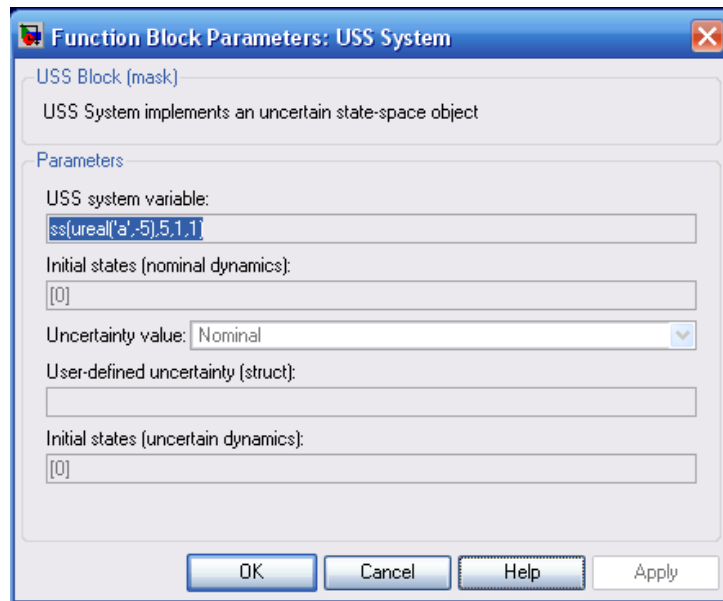 Function Block Parameters: USS System
USS Block (mask)
USS System implements an uncertain state-space object
Parameters
USS system variable:
ss(ureal('a',-5),5,1,1)
Initial states (nominal dynamics):
[0]
Uncertainty value: Nominal
User-defined uncertainty (struct):
Initial states (uncertain dynamics):
[0]
OK Cancel Help Apply